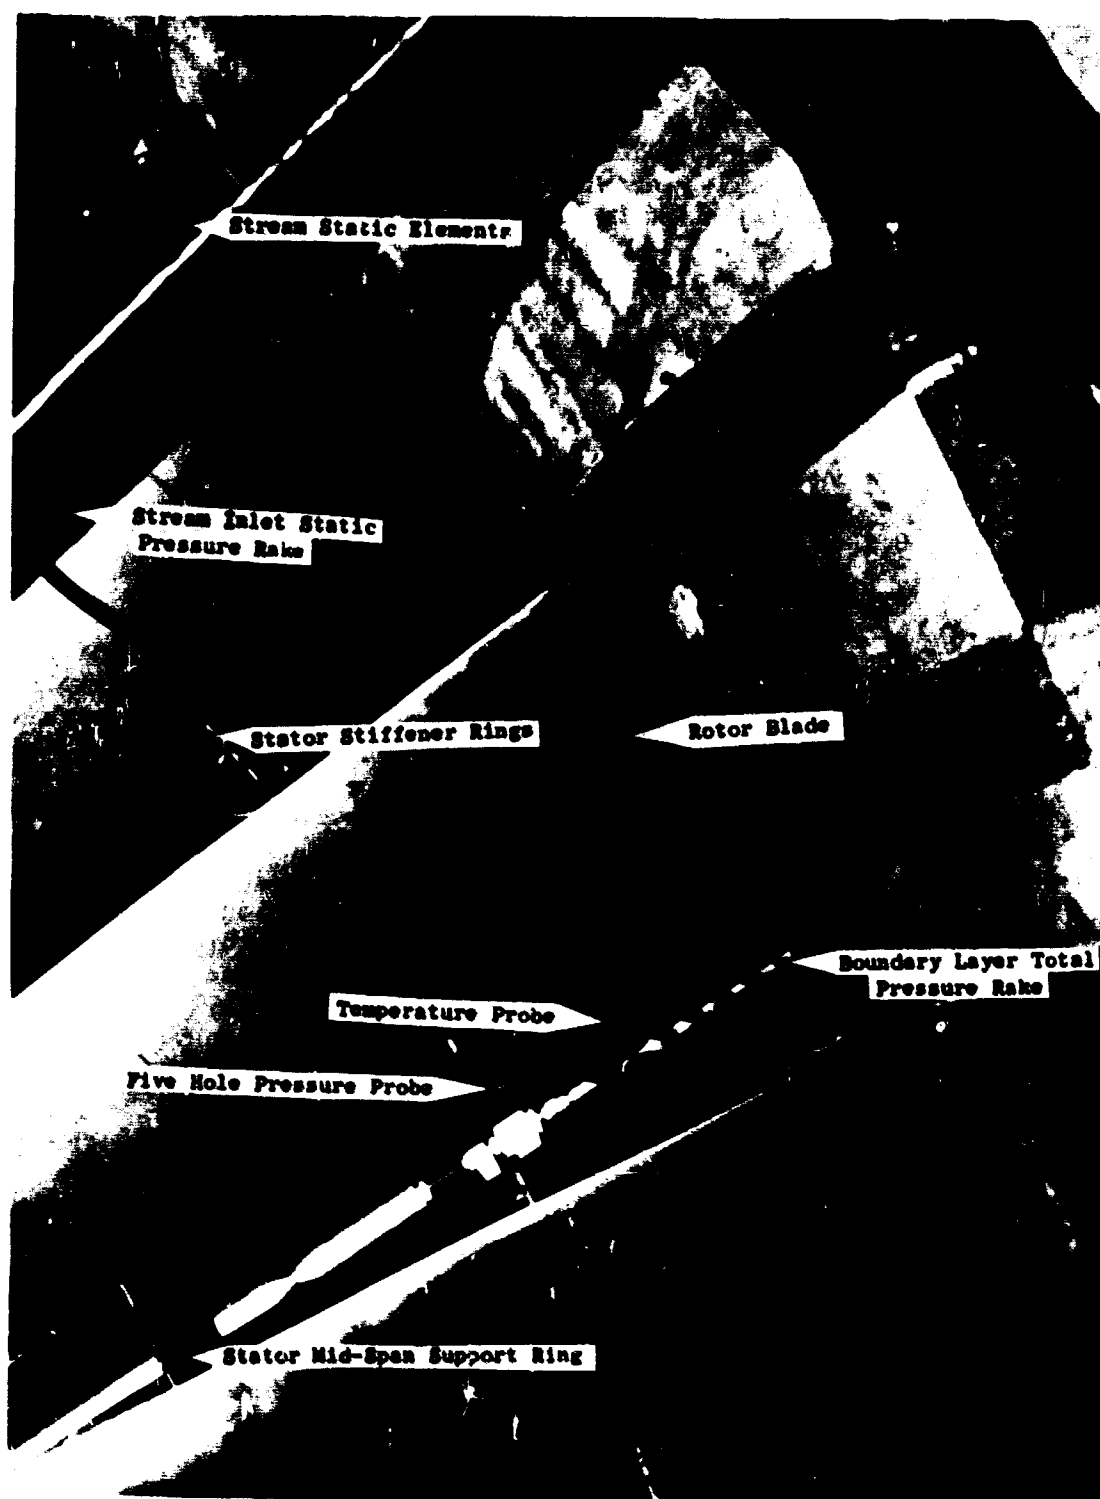 Stream Static Elements
Stream Inlet Static
Pressure Rake
Stator Stiffener Rings
Rotor Blade
Boundary Layer Total
Pressure Rake
Temperature Probe
Five Hole Pressure Probe
Stator Mid-Span Support Ring